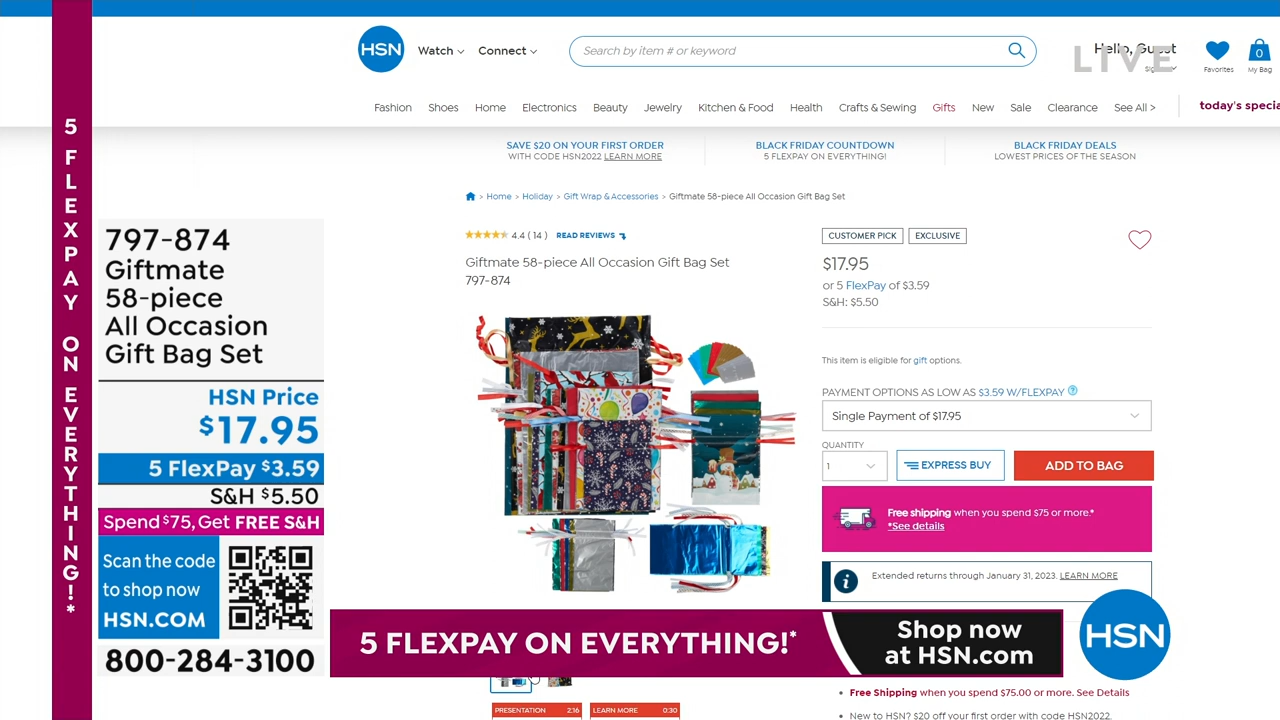 5 FLEXPAY ON EVERYTHING!*
HSN
Watch
Connect
Search by item # or keyword
Hello, Guest
LIVE
Favorites
0
My Bag
Fashion
Shoes
Home
Electronics
Beauty
Jewelry
Kitchen & Food
Health
Crafts & Sewing
Gifts
New
Sale
Clearance
See All >
today's specia
SAVE $20 ON YOUR FIRST ORDER
WITH CODE HSN2022 LEARN MORE
BLACK FRIDAY COUNTDOWN
5 FLEXPAY ON EVERYTHING!
BLACK FRIDAY DEALS
LOWEST PRICES OF THE SEASON
> Home > Holiday > Gift Wrap & Accessories > Giftmate 58-piece All Occasion Gift Bag Set
4.4 ( 14 ) READ REVIEWS
Giftmate 58-piece All Occasion Gift Bag Set
797-874
CUSTOMER PICK
EXCLUSIVE
$17.95
or 5 FlexPay of $3.59
S&H: $5.50
This item is eligible for gift options.
PAYMENT OPTIONS AS LOW AS $3.59 W/FLEXPAY ?
Single Payment of $17.95
QUANTITY
1
EXPRESS BUY
ADD TO BAG
Free shipping when you spend $75 or more.*
*See details
i
Extended returns through January 31, 2023. LEARN MORE
797-874
Giftmate
58-piece
All Occasion
Gift Bag Set
HSN Price
$17.95
5 FlexPay $3.59
S&H $5.50
Spend $75, Get FREE S&H
Scan the code
to shop now
HSN.COM
800-284-3100
5 FLEXPAY ON EVERYTHING!*
Shop now
at HSN.com
HSN
PRESENTATION 2:16
LEARN MORE 0:30
• Free Shipping when you spend $75.00 or more. See Details
• New to HSN? $20 off your first order with code HSN2022.